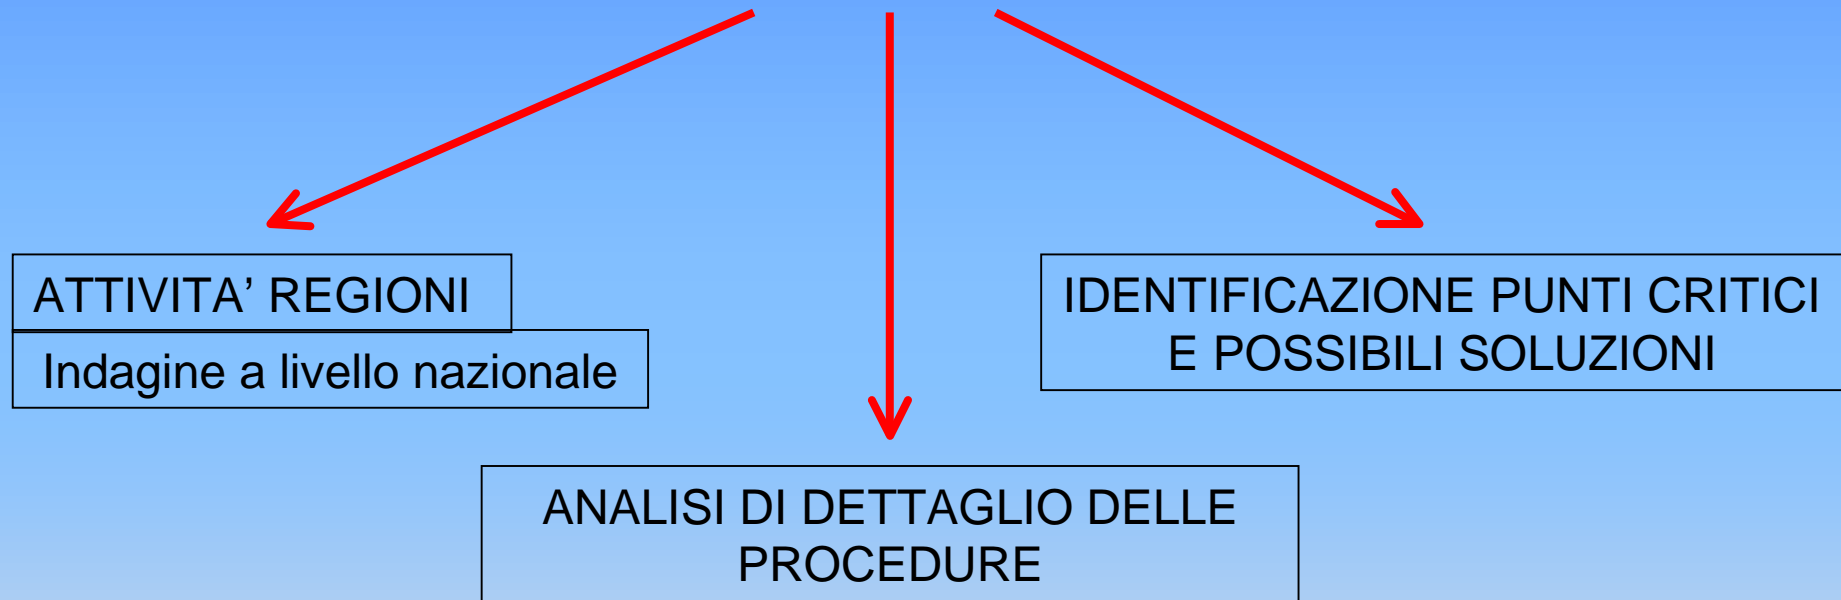 ATTIVITA’ REGIONI
Indagine a livello nazionale
IDENTIFICAZIONE PUNTI CRITICI
E POSSIBILI SOLUZIONI
ANALISI DI DETTAGLIO DELLE
PROCEDURE